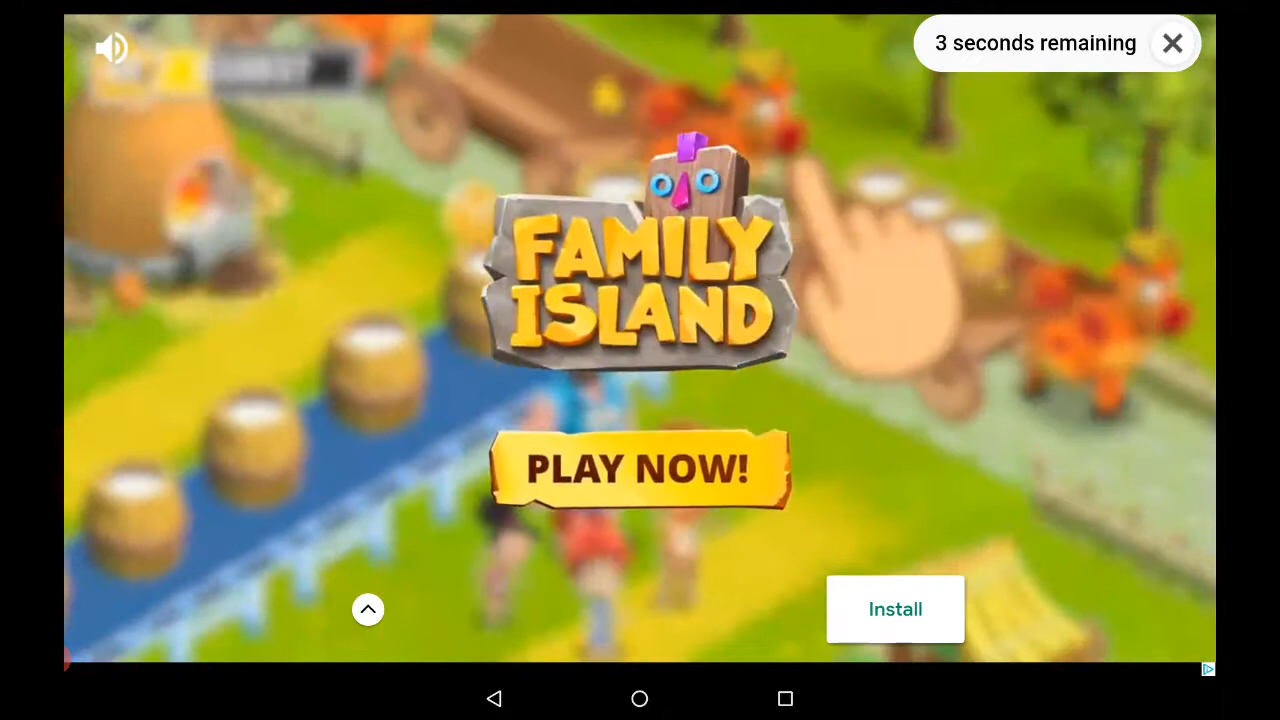 3 seconds remaining
FAMILY
ISLAND
PLAY NOW!
Install